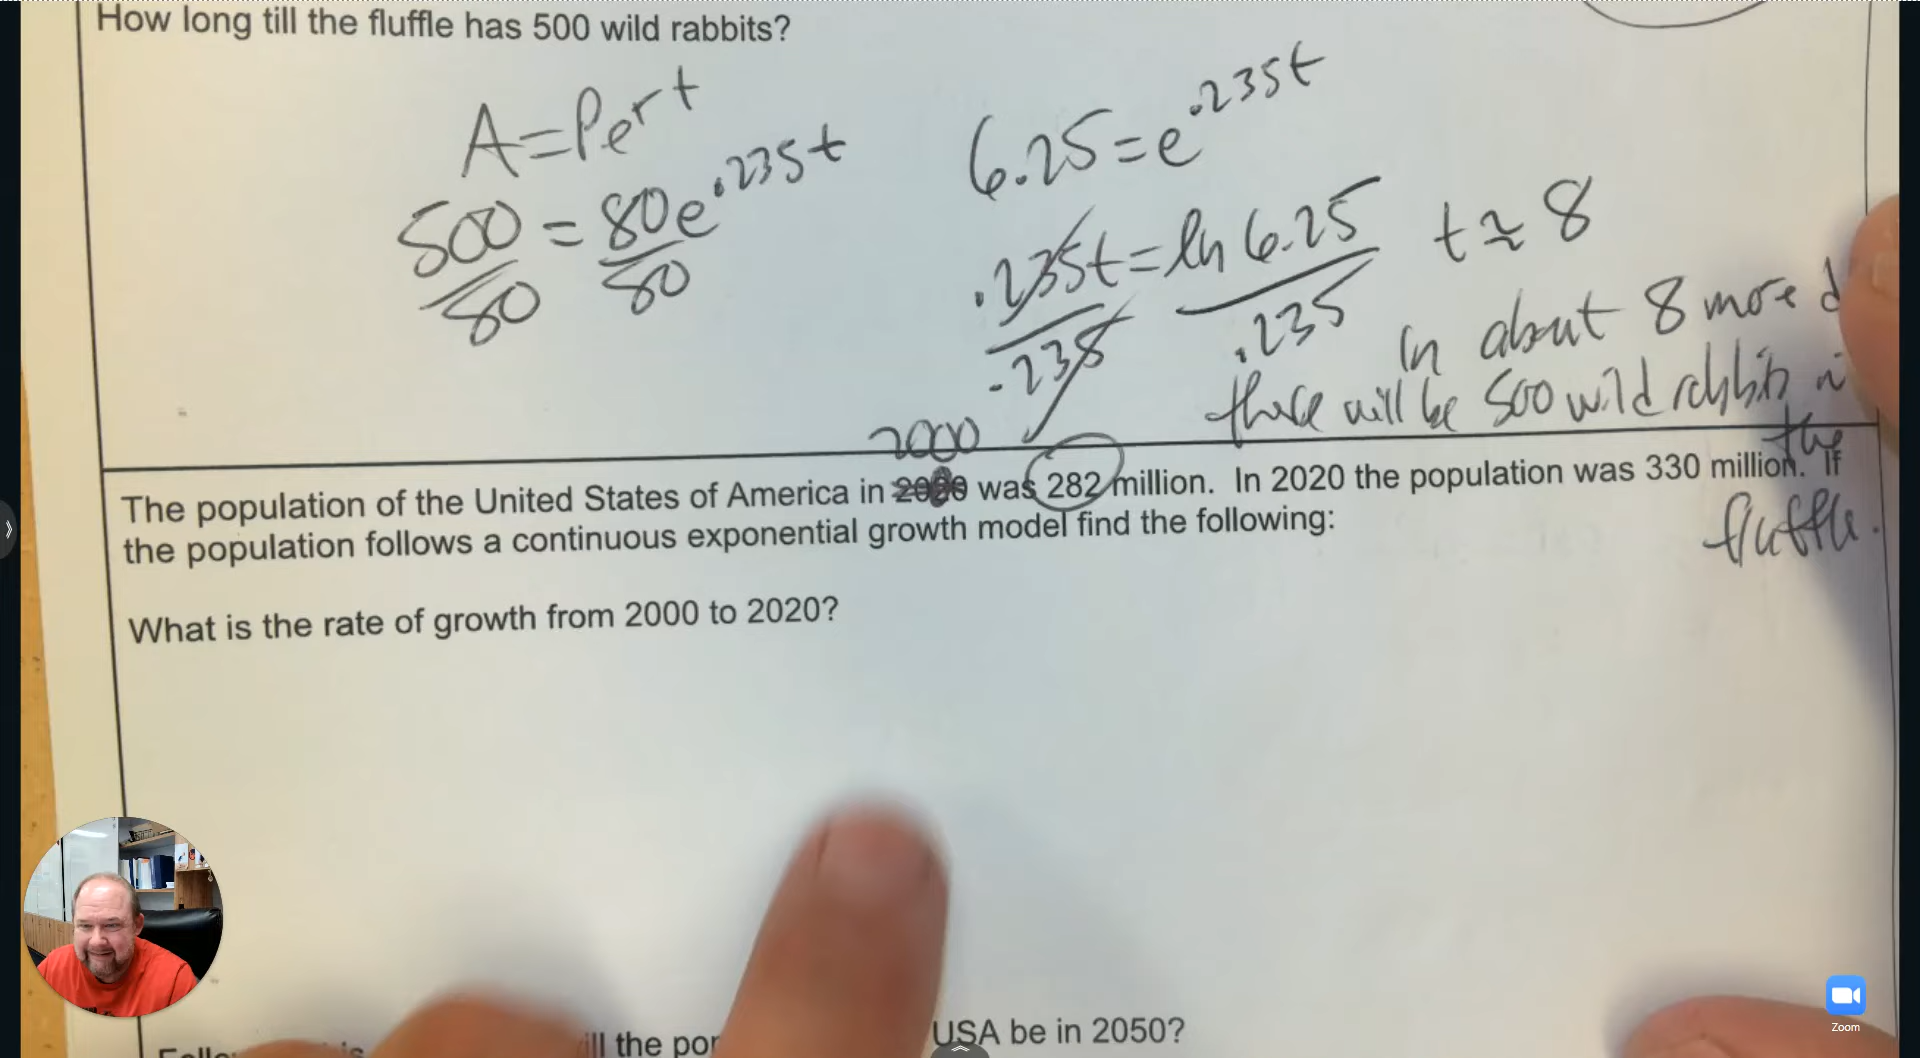 How long till the fluffle has 500 wild rabbits?
A=Pe^rt
500 = 80e^.235t
80 80
6.25=e^.235t
.235t=ln 6.25
.235 .235
t≈8
In about 8 more d
there will be 500 wild rabbits in
the
fluffle.
2000
The population of the United States of America in was 282 million. In 2020 the population was 330 million. If
the population follows a continuous exponential growth model find the following:
What is the rate of growth from 2000 to 2020?
ill the USA be in 2050?
Zoom